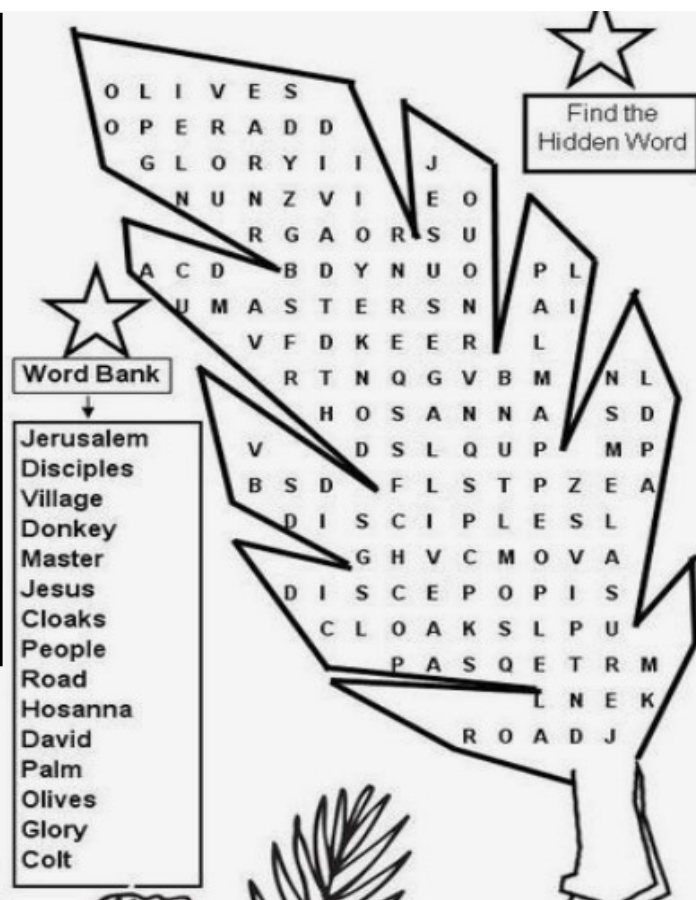 Find the
Hidden Word
O L I V E S
O P E R A D D
G L O R Y I I J
N U N Z V I E O
R G A O R S U
A C D B D Y N U O P L
U M A S T E R S N A I
V F D K E E R L
R T N Q G V B M N L
H O S A N N A S D
V D S L Q U P M P
B S D F L S T P Z E A
D I S C I P L E S L
G H V C M O V A
D I S C E P O P I S
C L O A K S L P U
P A S Q E T R M
L N E K
R O A D J
Word Bank
Jerusalem
Disciples
Village
Donkey
Master
Jesus
Cloaks
People
Road
Hosanna
David
Palm
Olives
Glory
Colt